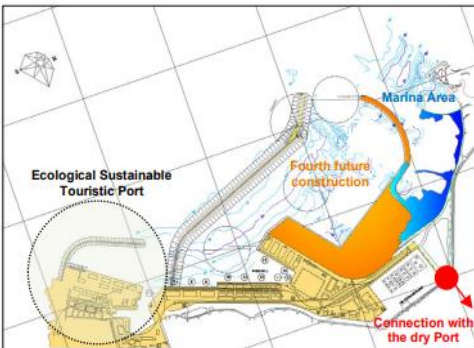 Marina Area
Ecological Sustainable
Touristic Port
Fourth future
construction
Connection with
the dry Port